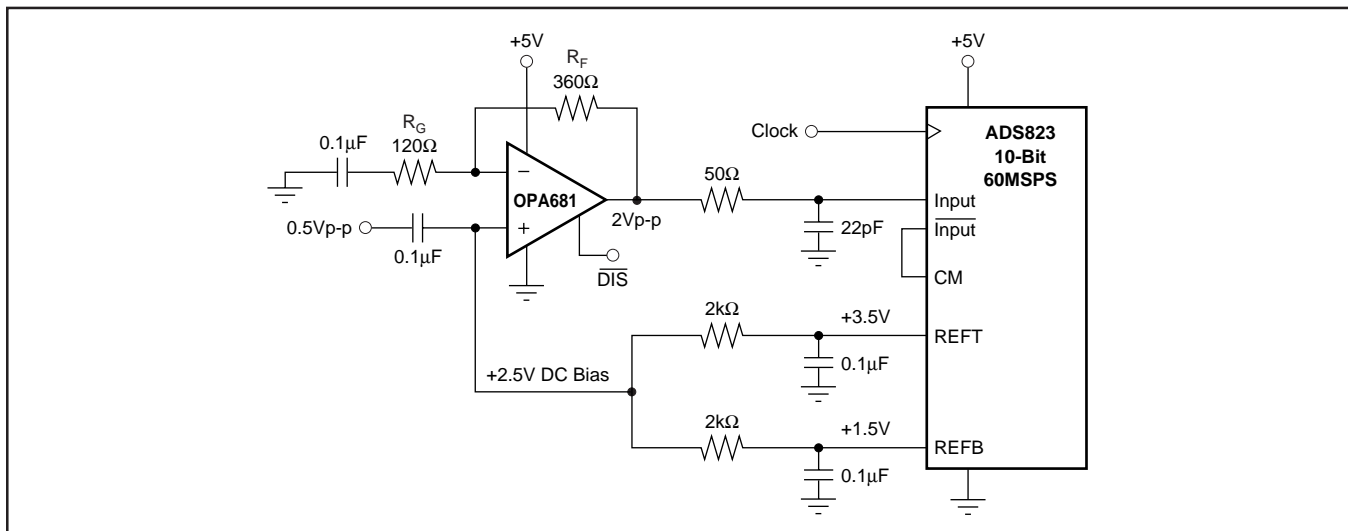 +5V
R_F
360Ω
+5V
Clock
ADS823
10-Bit
60MSPS
0.1µF
R_G
120Ω
−
OPA681
+
50Ω
Input
2Vp-p
22pF
Input
0.5Vp-p
0.1µF
DIS
CM
2kΩ
+3.5V
REFT
0.1µF
+2.5V DC Bias
2kΩ
+1.5V
REFB
0.1µF